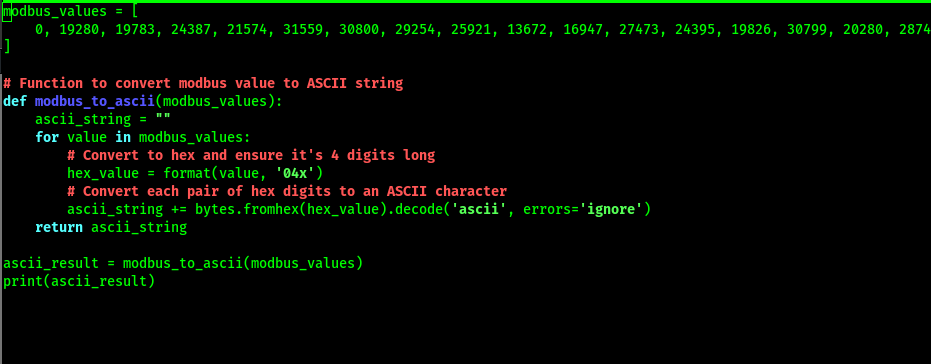 modbus_values = [
    0, 19280, 19783, 24387, 21574, 31559, 30800, 29254, 25921, 13672, 16947, 27473, 24395, 19826, 30799, 20280, 2874
]

# Function to convert modbus value to ASCII string
def modbus_to_ascii(modbus_values):
    ascii_string = ""
    for value in modbus_values:
        # Convert to hex and ensure it's 4 digits long
        hex_value = format(value, '04x')
        # Convert each pair of hex digits to an ASCII character
        ascii_string += bytes.fromhex(hex_value).decode('ascii', errors='ignore')
    return ascii_string

ascii_result = modbus_to_ascii(modbus_values)
print(ascii_result)